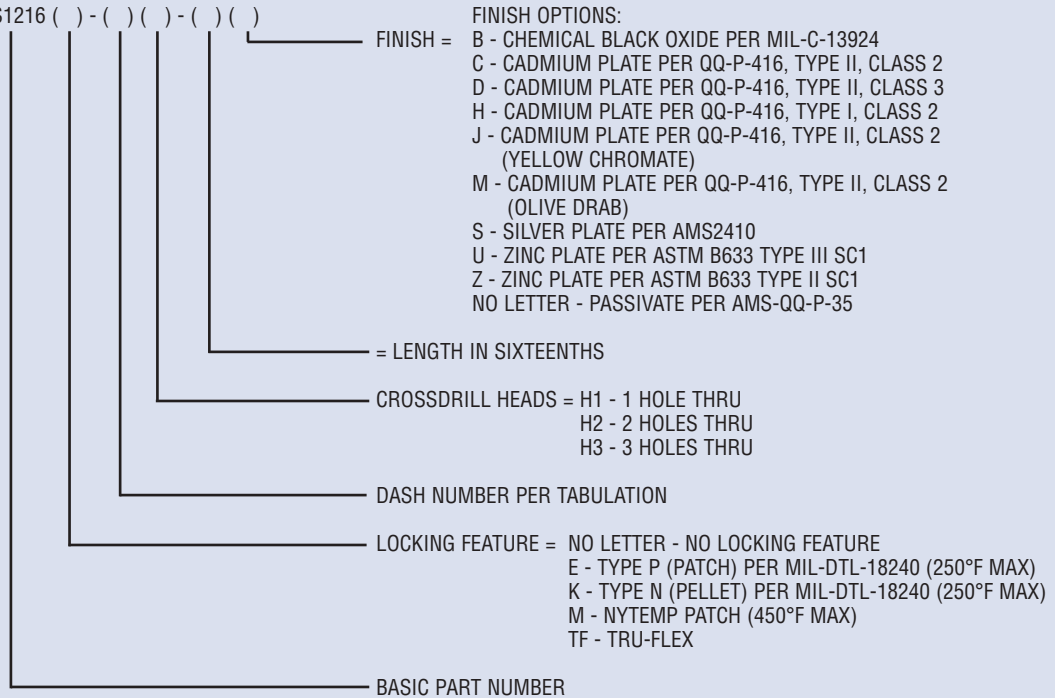 S1216 ( ) - ( ) ( ) - ( ) ( )
FINISH OPTIONS:
FINISH = B - CHEMICAL BLACK OXIDE PER MIL-C-13924
C - CADMIUM PLATE PER QQ-P-416, TYPE II, CLASS 2
D - CADMIUM PLATE PER QQ-P-416, TYPE II, CLASS 3
H - CADMIUM PLATE PER QQ-P-416, TYPE I, CLASS 2
J - CADMIUM PLATE PER QQ-P-416, TYPE II, CLASS 2
(YELLOW CHROMATE)
M - CADMIUM PLATE PER QQ-P-416, TYPE II, CLASS 2
(OLIVE DRAB)
S - SILVER PLATE PER AMS2410
U - ZINC PLATE PER ASTM B633 TYPE III SC1
Z - ZINC PLATE PER ASTM B633 TYPE II SC1
NO LETTER - PASSIVATE PER AMS-QQ-P-35
= LENGTH IN SIXTEENTHS
CROSSDRILL HEADS = H1 - 1 HOLE THRU
H2 - 2 HOLES THRU
H3 - 3 HOLES THRU
DASH NUMBER PER TABULATION
LOCKING FEATURE = NO LETTER - NO LOCKING FEATURE
E - TYPE P (PATCH) PER MIL-DTL-18240 (250°F MAX)
K - TYPE N (PELLET) PER MIL-DTL-18240 (250°F MAX)
M - NYTEMP PATCH (450°F MAX)
TF - TRU-FLEX
BASIC PART NUMBER